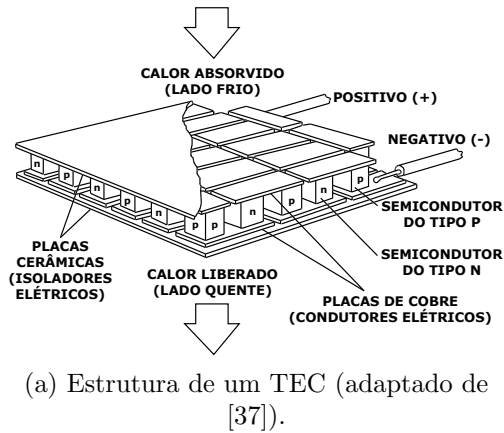 CALOR ABSORVIDO
(LADO FRIO)
POSITIVO (+)
NEGATIVO (-)
n
p
n
p
n
p
p
n
p
n
p
SEMICONDUTOR
DO TIPO P
SEMICONDUTOR
DO TIPO N
PLACAS
CERÂMICAS
(ISOLADORES
ELÉTRICOS)
CALOR LIBERADO
(LADO QUENTE)
PLACAS DE COBRE
(CONDUTORES ELÉTRICOS)
(a) Estrutura de um TEC (adaptado de
[37]).